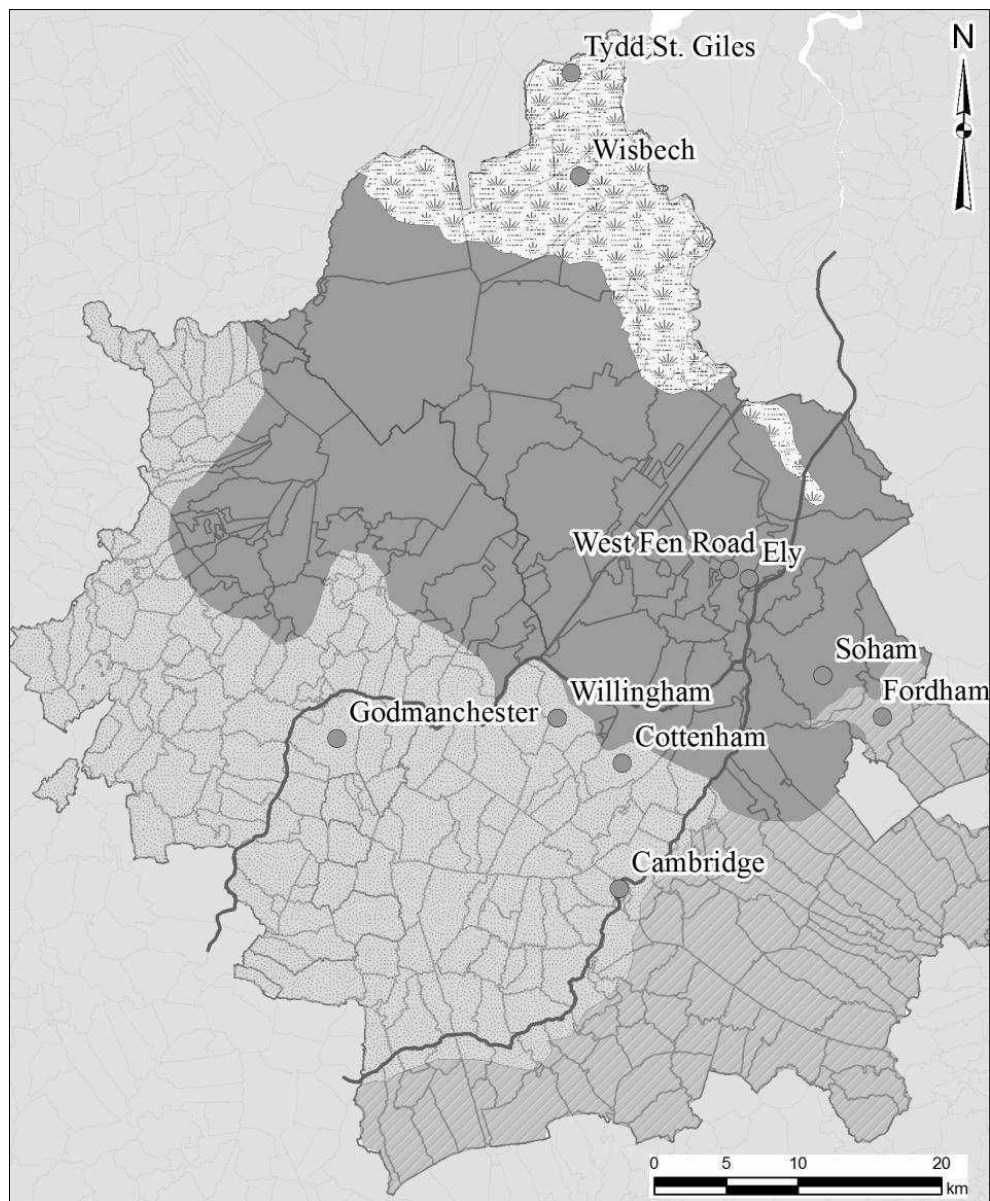 Tydd St. Giles
N
Wisbech
West Fen Road
Ely
Soham
Fordham
Willingham
Godmanchester
Cottenham
Cambridge
0 5 10 20
km